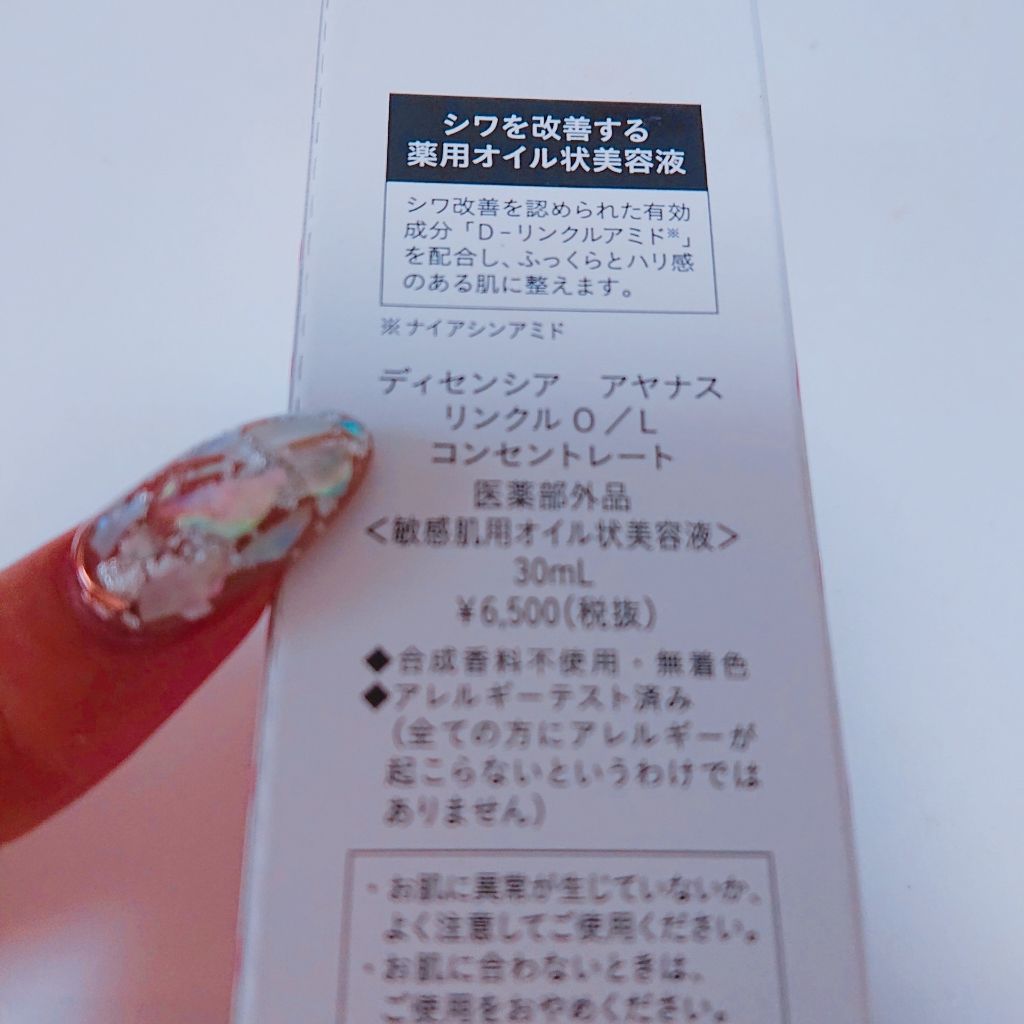 シワを改善する
薬用オイル状美容液
シワ改善を認められた有効
成分「D-リンクルアミド※」
を配合し、ふっくらとハリ感
のある肌に整えます。
※ナイアシンアミド
ディセンシア アヤナス
リンクル O/L
コンセントレート
医薬部外品
<敏感肌用オイル状美容液>
30mL
¥6,500(税抜)
◆合成香料不使用・無着色
◆アレルギーテスト済み
(全ての方にアレルギーが
起こらないというわけでは
ありません)
・お肌に異常が生じていないか、
よく注意してご使用ください。
・お肌に合わないときは、
ご使用をおやめください。